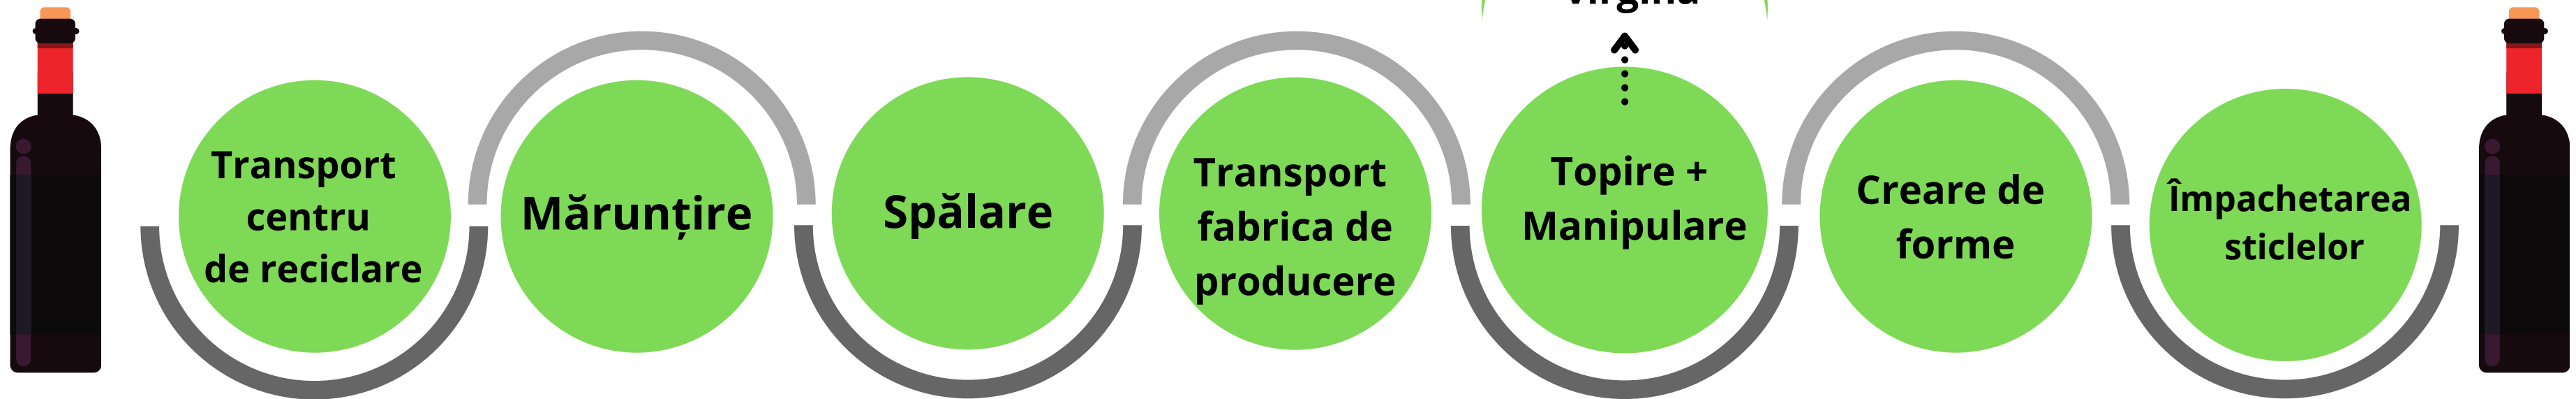 Transport
centru
de reciclare
Mărunțire
Spălare
Transport
fabrica de
producere
Topire +
Manipulare
Creare de
forme
Împachetarea
sticlelor